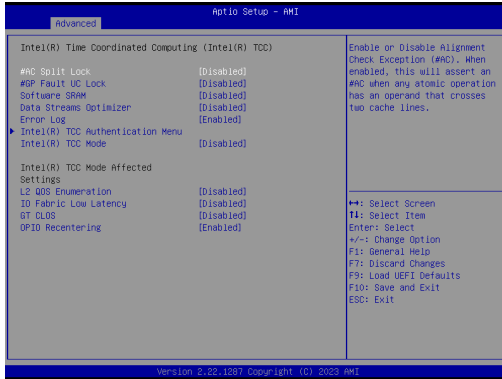 Aptio Setup - AMI
Advanced
Intel(R) Time Coordinated Computing (Intel(R) TCC)
#AC Split Lock [Disabled]
#GP Fault UC Lock [Disabled]
Software SRAM [Disabled]
Data Streams Optimizer [Disabled]
Error Log [Enabled]
Intel(R) TCC Authentication Menu
Intel(R) TCC Mode [Disabled]
Intel(R) TCC Mode Affected
Settings
L2 QOS Enumeration [Disabled]
IO Fabric Low Latency [Disabled]
GT CLOS [Disabled]
OPIO Recentering [Enabled]
Enable or Disable Alignment
Check Exception (#AC). When
enabled, this will assert an
#AC when any atomic operation
has an operand that crosses
two cache lines.
↔: Select Screen
↑↓: Select Item
Enter: Select
+/-: Change Option
F1: General Help
F7: Discard Changes
F9: Load UEFI Defaults
F10: Save and Exit
ESC: Exit
Version 2.22.1287 Copyright (C) 2023 AMI